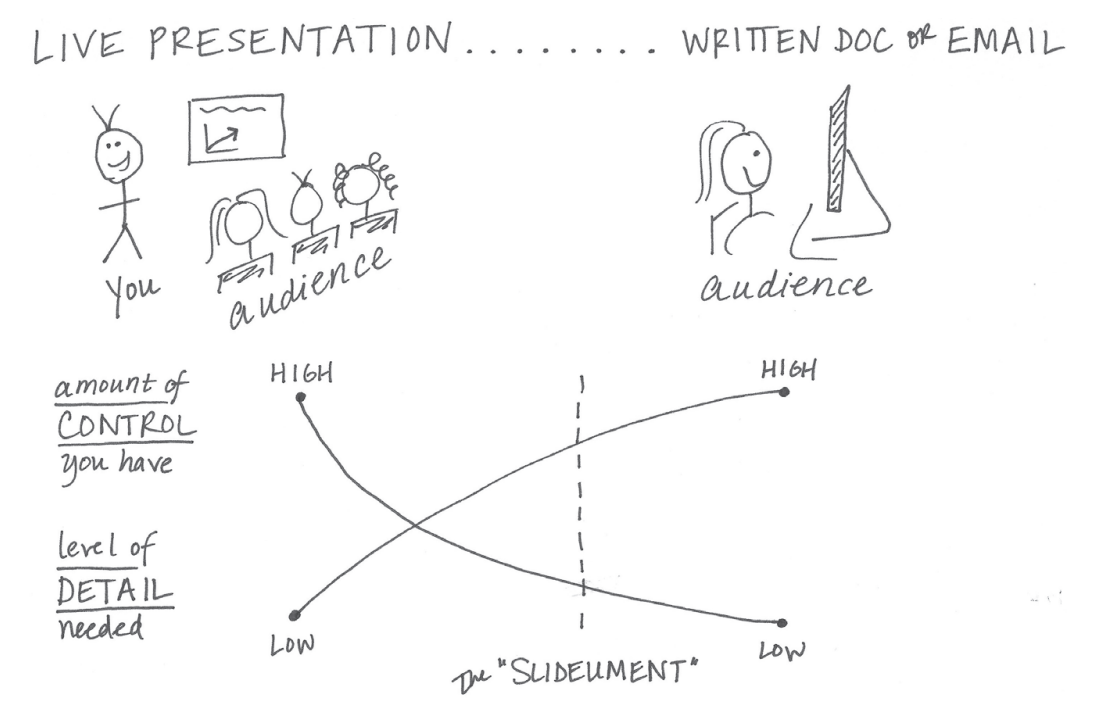 LIVE PRESENTATION........ WRITTEN DOC OR EMAIL
you
audience
audience
amount of
CONTROL
you have
HIGH
HIGH
level of
DETAIL
needed
LOW
LOW
The "SLIDEUMENT"